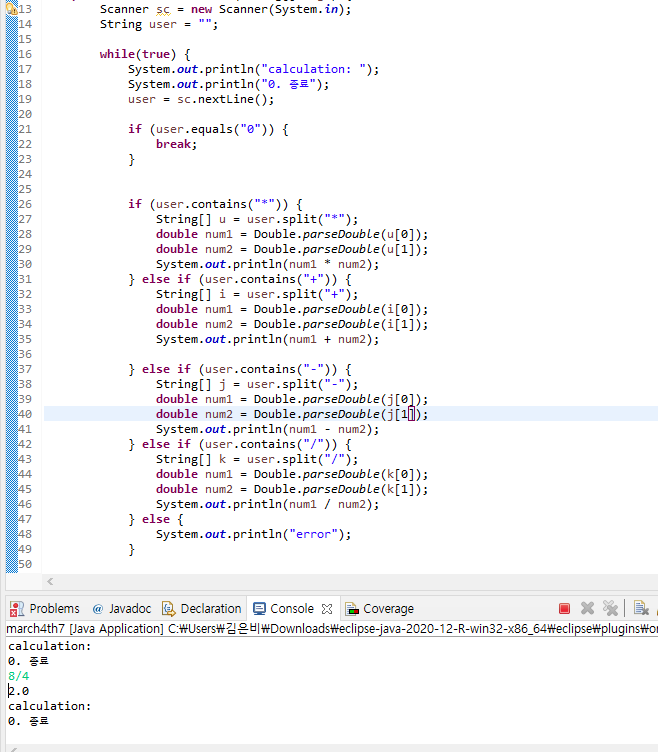 13 Scanner sc = new Scanner(System.in);
14 String user = "";
15
16 while(true) {
17 System.out.println("calculation: ");
18 System.out.println("0. 종료");
19 user = sc.nextLine();
20
21 if (user.equals("0")) {
22 break;
23 }
24
25
26 if (user.contains("*")) {
27 String[] u = user.split("*");
28 double num1 = Double.parseDouble(u[0]);
29 double num2 = Double.parseDouble(u[1]);
30 System.out.println(num1 * num2);
31 } else if (user.contains("+")) {
32 String[] i = user.split("+");
33 double num1 = Double.parseDouble(i[0]);
34 double num2 = Double.parseDouble(i[1]);
35 System.out.println(num1 + num2);
36
37 } else if (user.contains("-")) {
38 String[] j = user.split("-");
39 double num1 = Double.parseDouble(j[0]);
40 double num2 = Double.parseDouble(j[1]);
41 System.out.println(num1 - num2);
42 } else if (user.contains("/")) {
43 String[] k = user.split("/");
44 double num1 = Double.parseDouble(k[0]);
45 double num2 = Double.parseDouble(k[1]);
46 System.out.println(num1 / num2);
47 } else {
48 System.out.println("error");
49 }
50
Problems @ Javadoc Declaration Console Coverage
march4th7 [Java Application] C:₩Users₩김은비₩Downloads₩eclipse-java-2020-12-R-win32-x86_64₩eclipse₩plugins₩
calculation:
0. 종료
8/4
2.0
calculation:
0. 종료